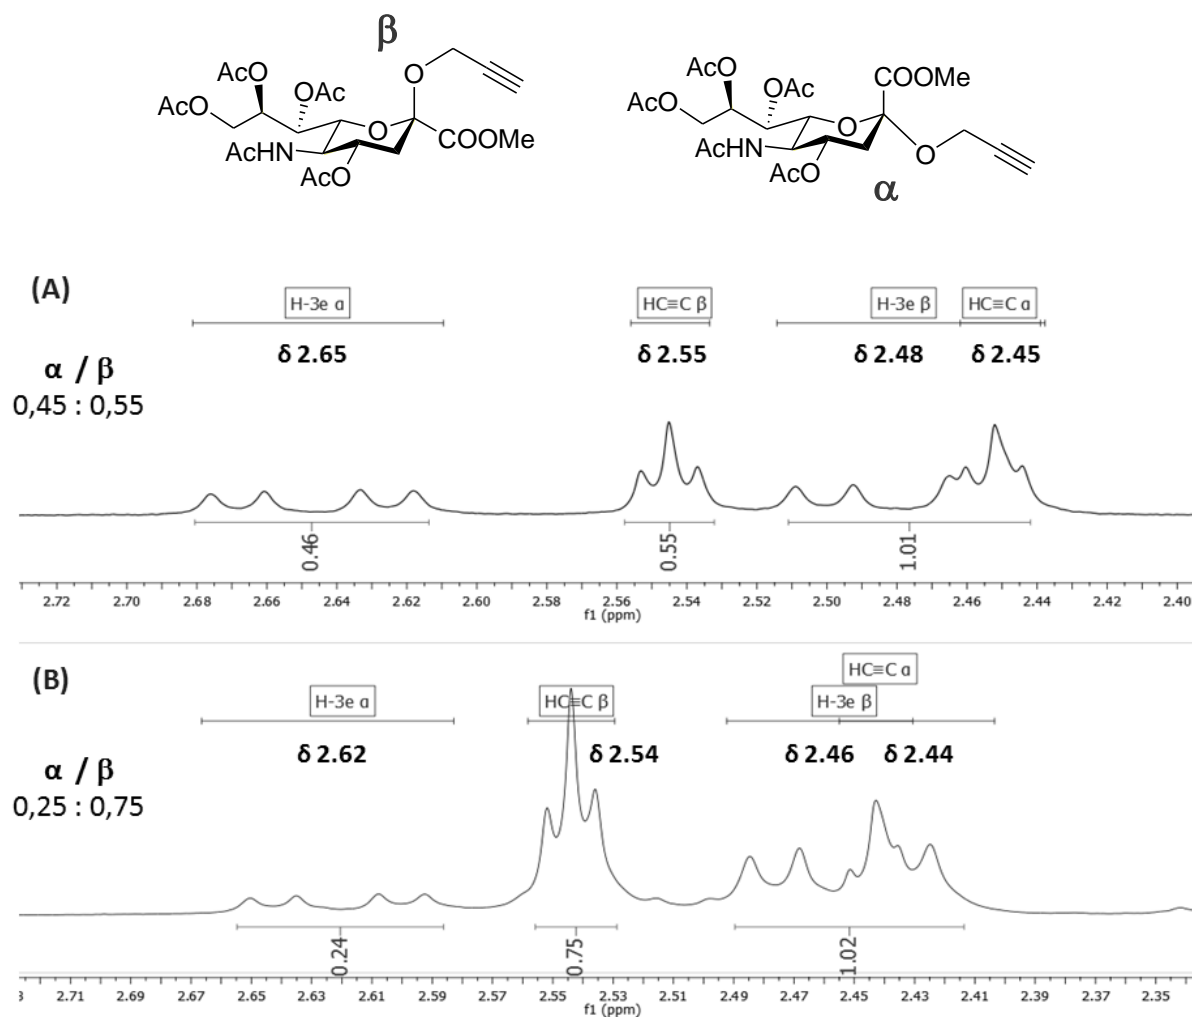 β
AcO
OAc
O
AcO
O
COOMe
AcHN
AcO
AcO
OAc
COOMe
AcO
O
AcHN
O
AcO
α
(A)
H-3e α
HC≡C β
H-3e β
HC≡C α
δ 2.65
δ 2.55
δ 2.48
δ 2.45
α / β
0,45 : 0,55
0.46
0.55
1.01
2.72 2.70 2.68 2.66 2.64 2.62 2.60 2.58 2.56 2.54 2.52 2.50 2.48 2.46 2.44 2.42 2.40
f1 (ppm)
(B)
HC≡C α
H-3e α
HC≡C β
H-3e β
δ 2.62
δ 2.54
δ 2.46
δ 2.44
α / β
0,25 : 0,75
0.24
0.75
1.02
3 2.71 2.69 2.67 2.65 2.63 2.61 2.59 2.57 2.55 2.53 2.51 2.49 2.47 2.45 2.43 2.41 2.39 2.37 2.35
f1 (ppm)